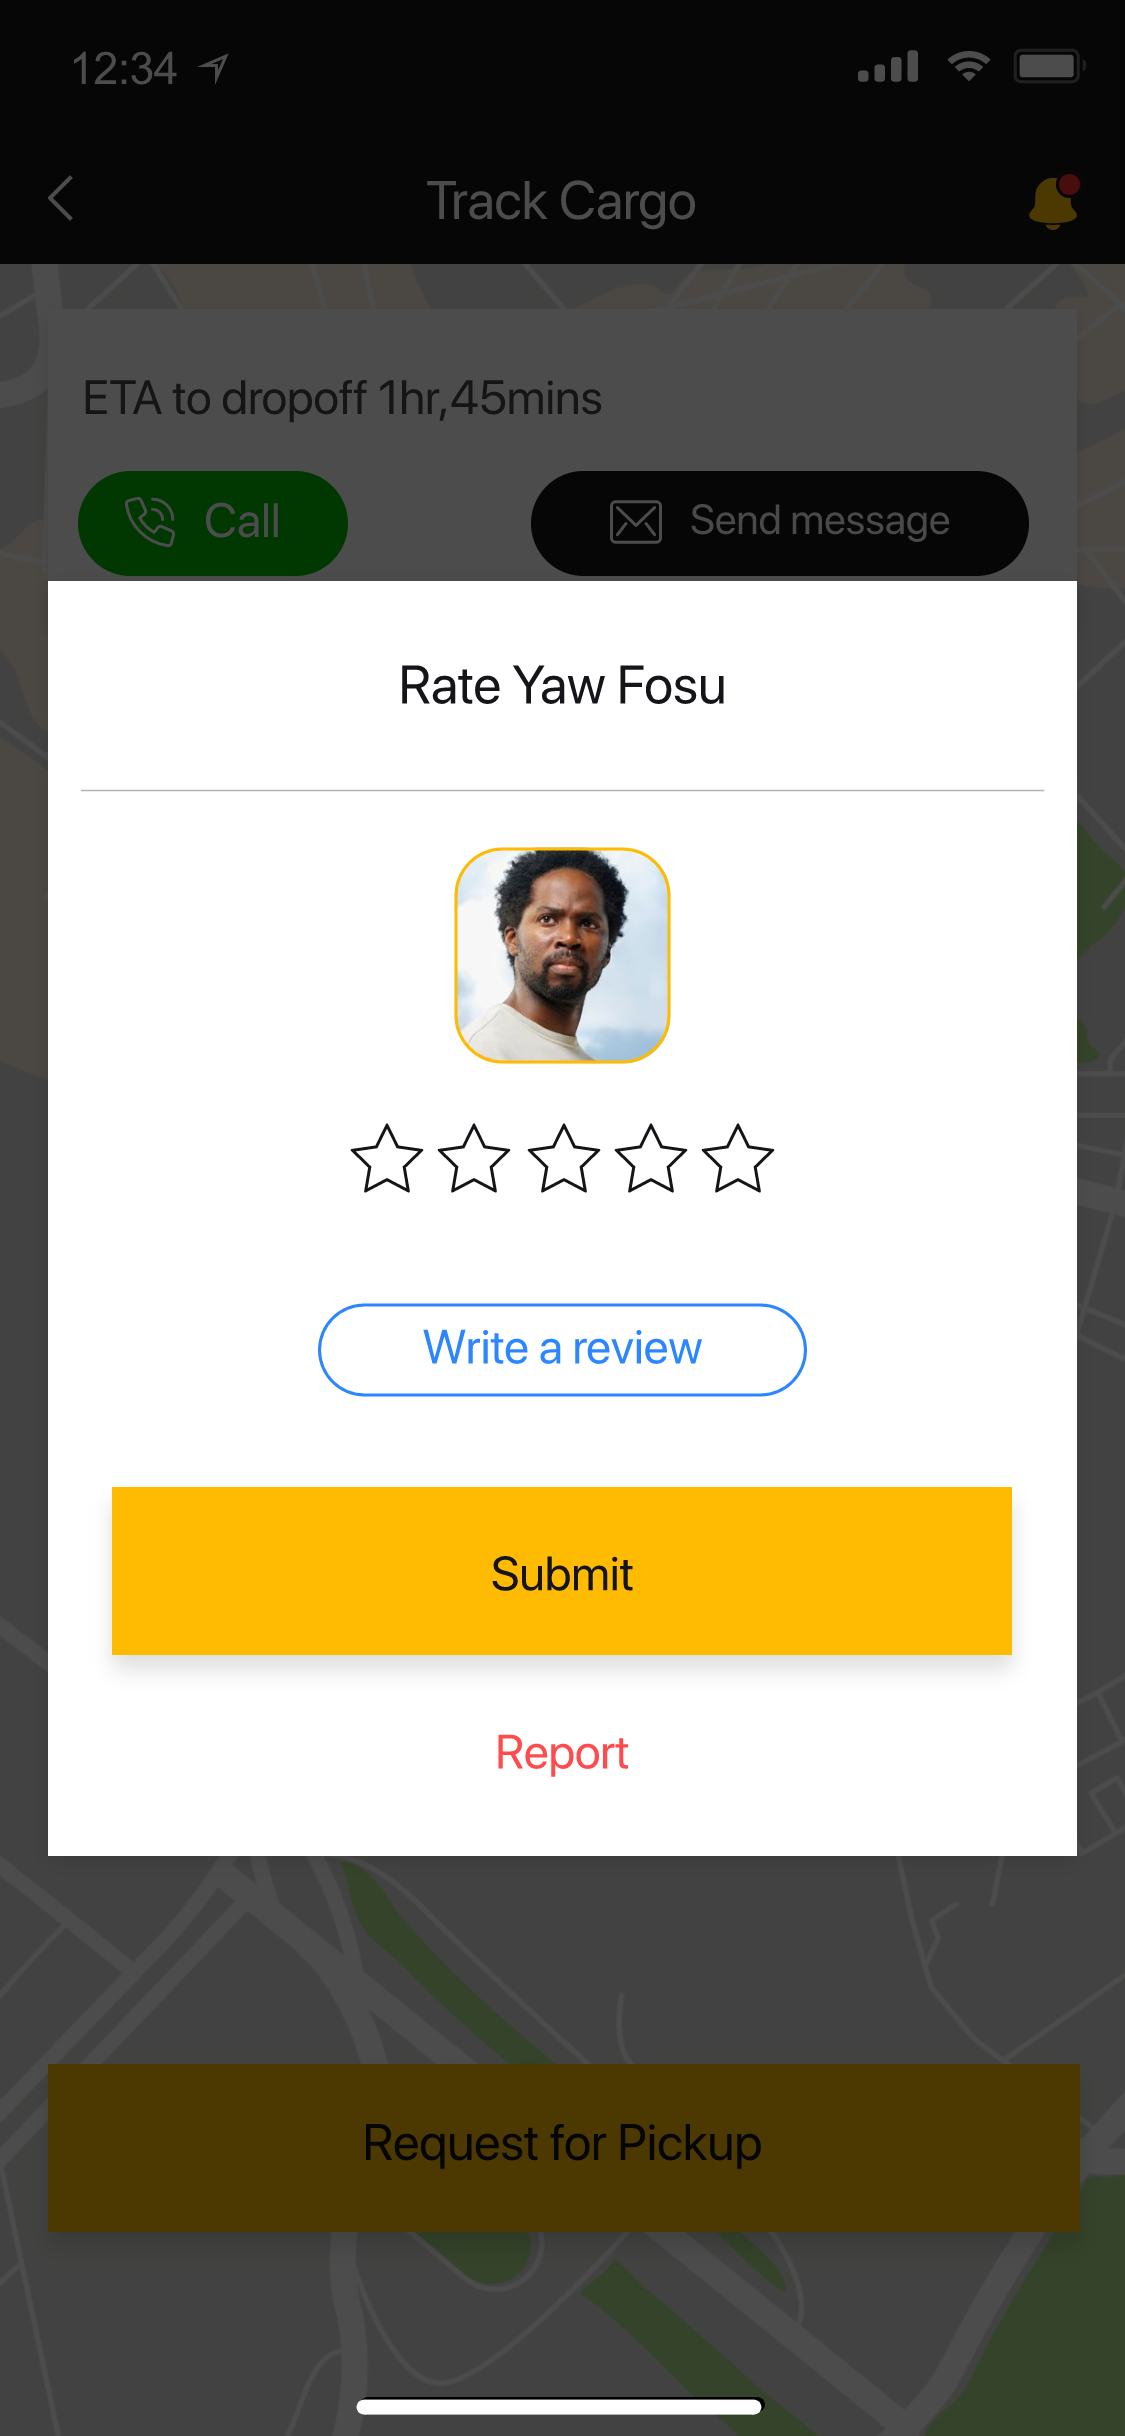 12:34
Track Cargo
ETA to dropoff 1hr,45mins
Call
Send message
Rate Yaw Fosu
Write a review
Submit
Report
Request for Pickup